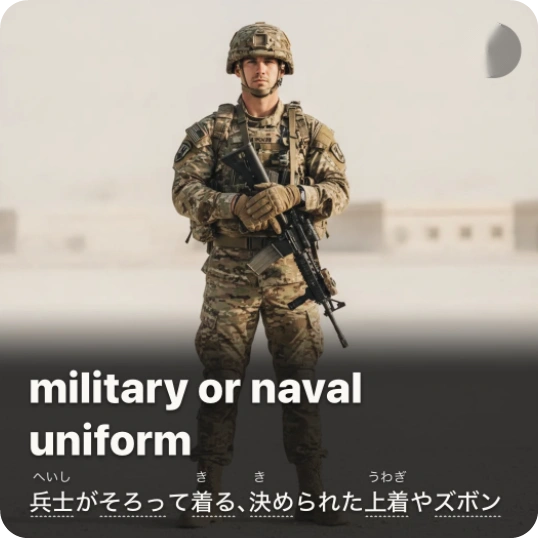 military or naval
uniform
へいし き き うわぎ
兵士がそろって着る、決められた上着やズボン